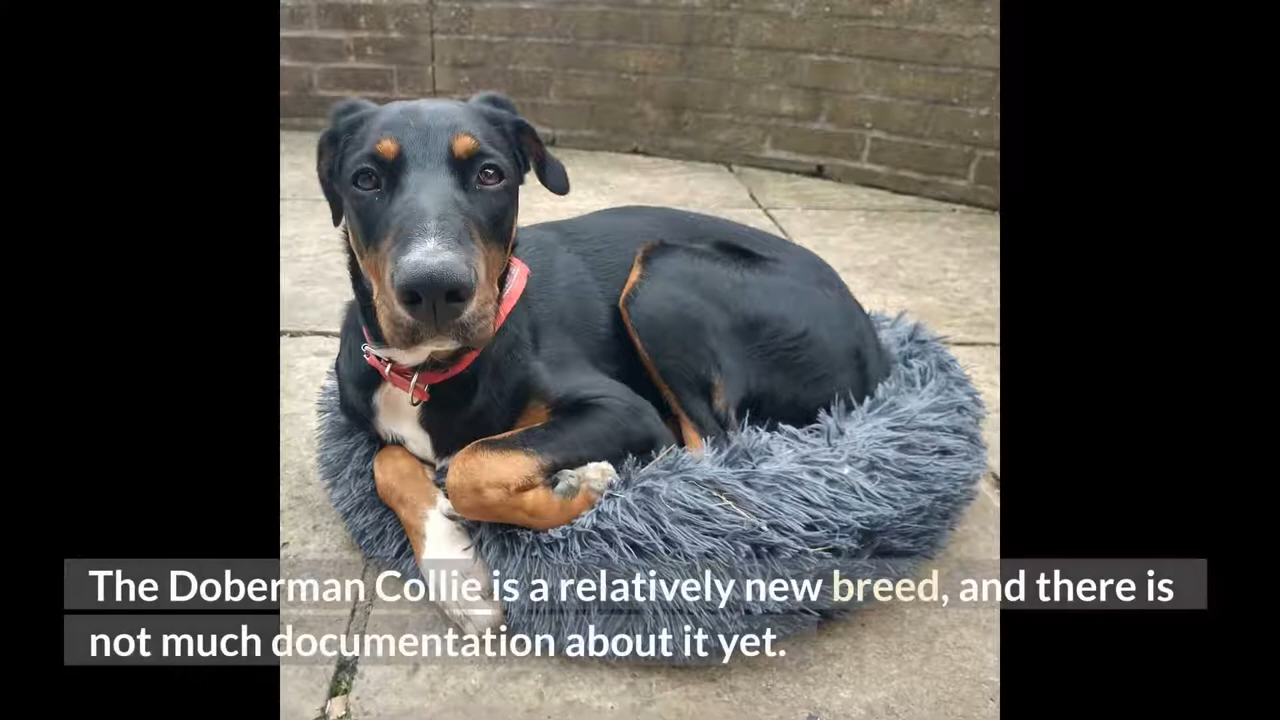 The Doberman Collie is a relatively new breed, and there is
not much documentation about it yet.